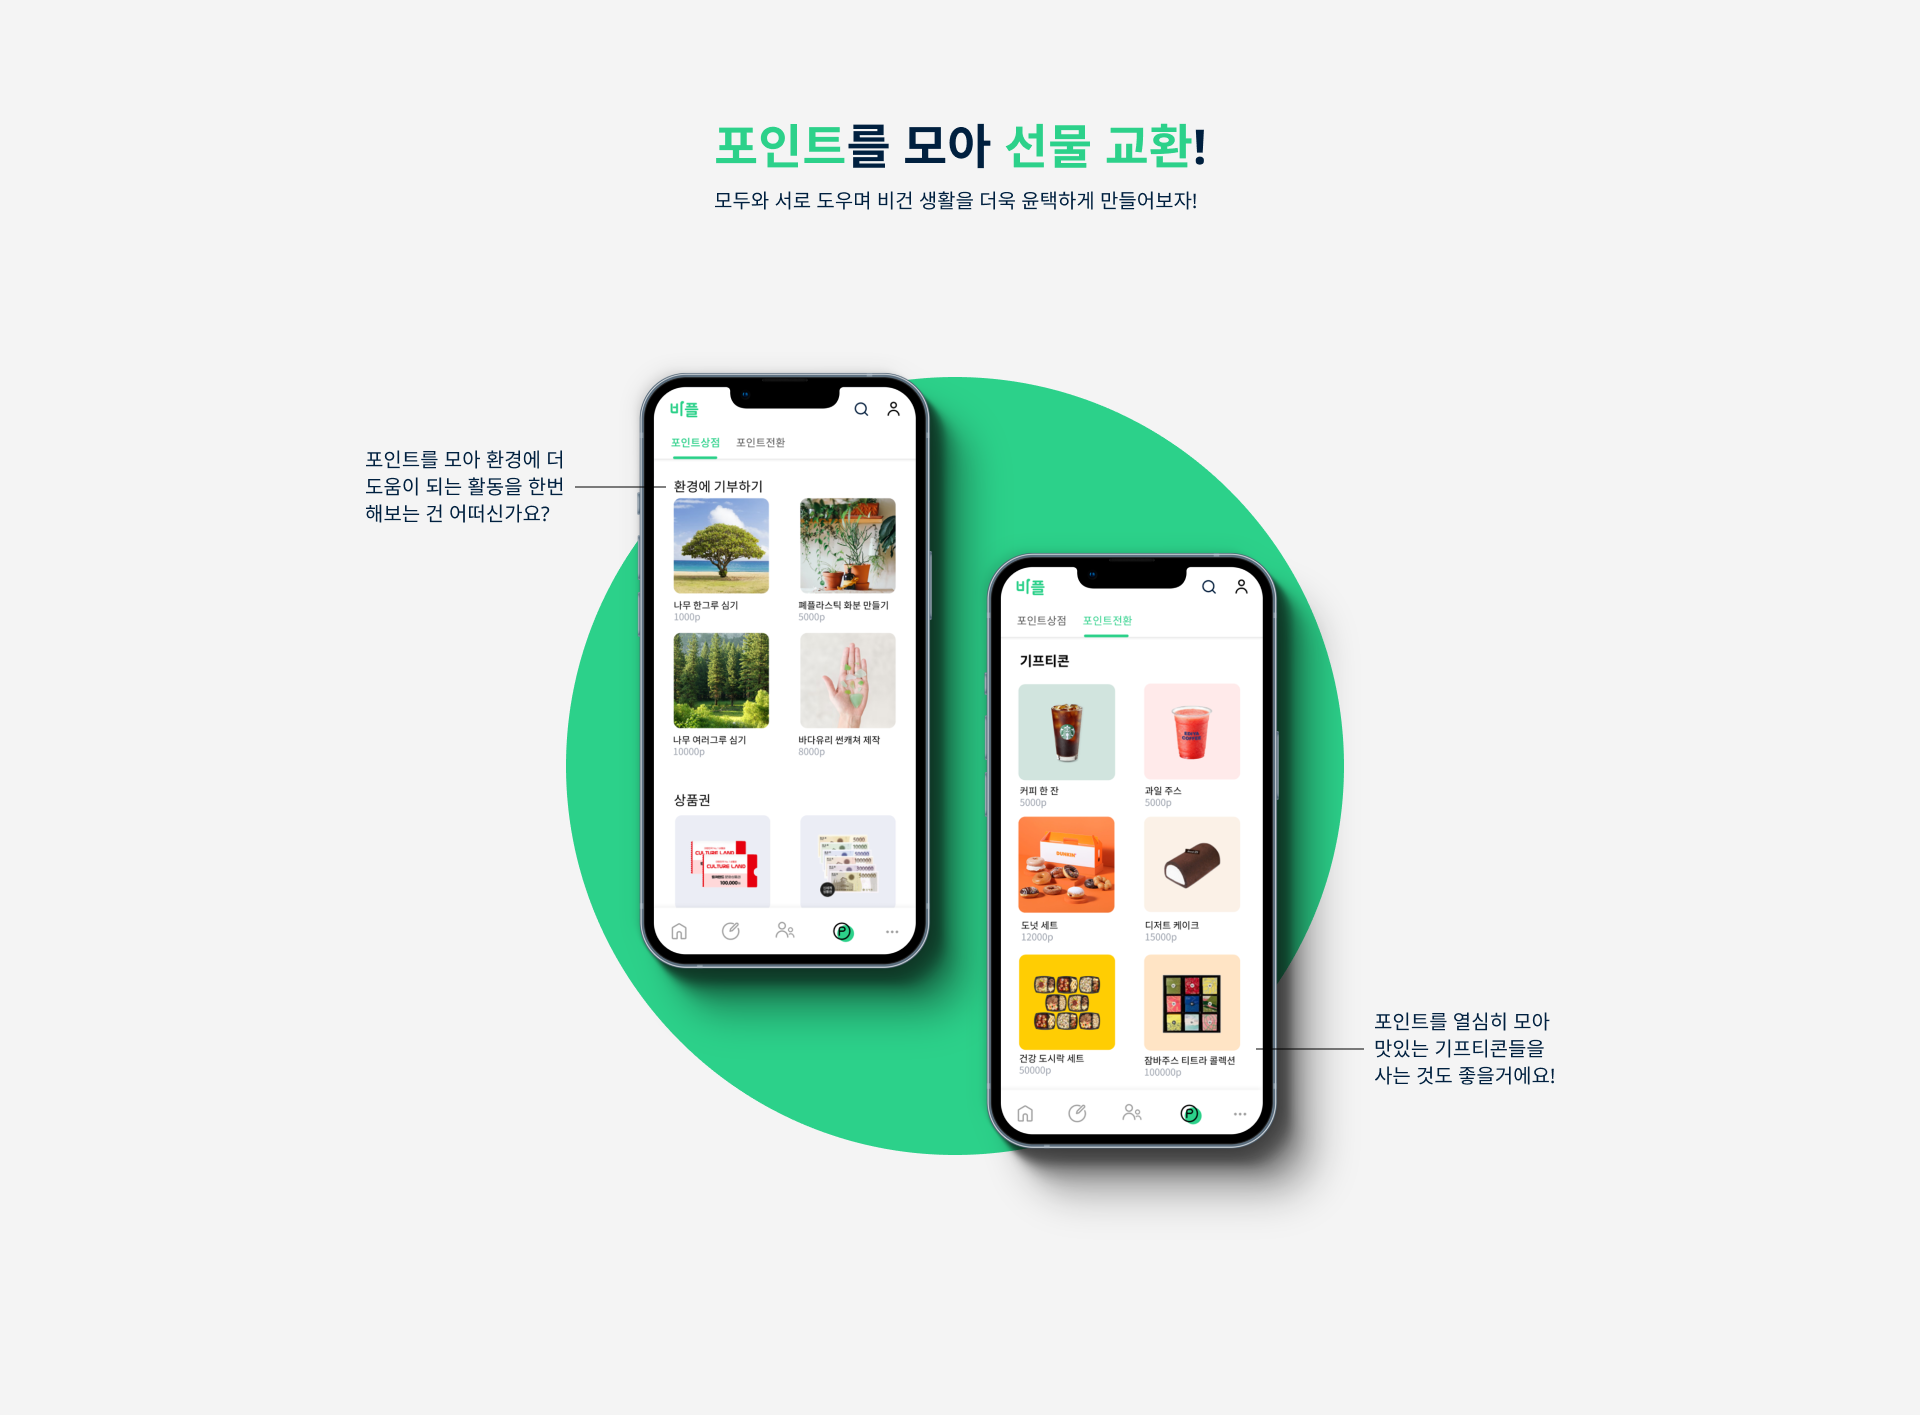 포인트를 모아 선물 교환!
모두와 서로 도우며 비건 생활을 더욱 윤택하게 만들어보자!
포인트를 모아 환경에 더
도움이 되는 활동을 한번
해보는 건 어떠신가요?
비플
포인트상점 포인트전환
환경에 기부하기
나무 한그루 심기 폐플라스틱 화분 만들기
1000p 5000p
나무 여러그루 심기 바다유리 썬캐쳐 제작
10000p 8000p
상품권
CULTURE LAND
100,000
비플
포인트상점 포인트전환
기프티콘
커피 한 잔 과일 주스
5000p 5000p
DUNKIN'
도넛 세트 디저트 케이크
12000p 15000p
건강 도시락 세트 잠바주스 티트라 콜렉션
50000p 100000p
포인트를 열심히 모아
맛있는 기프티콘들을
사는 것도 좋을거에요!